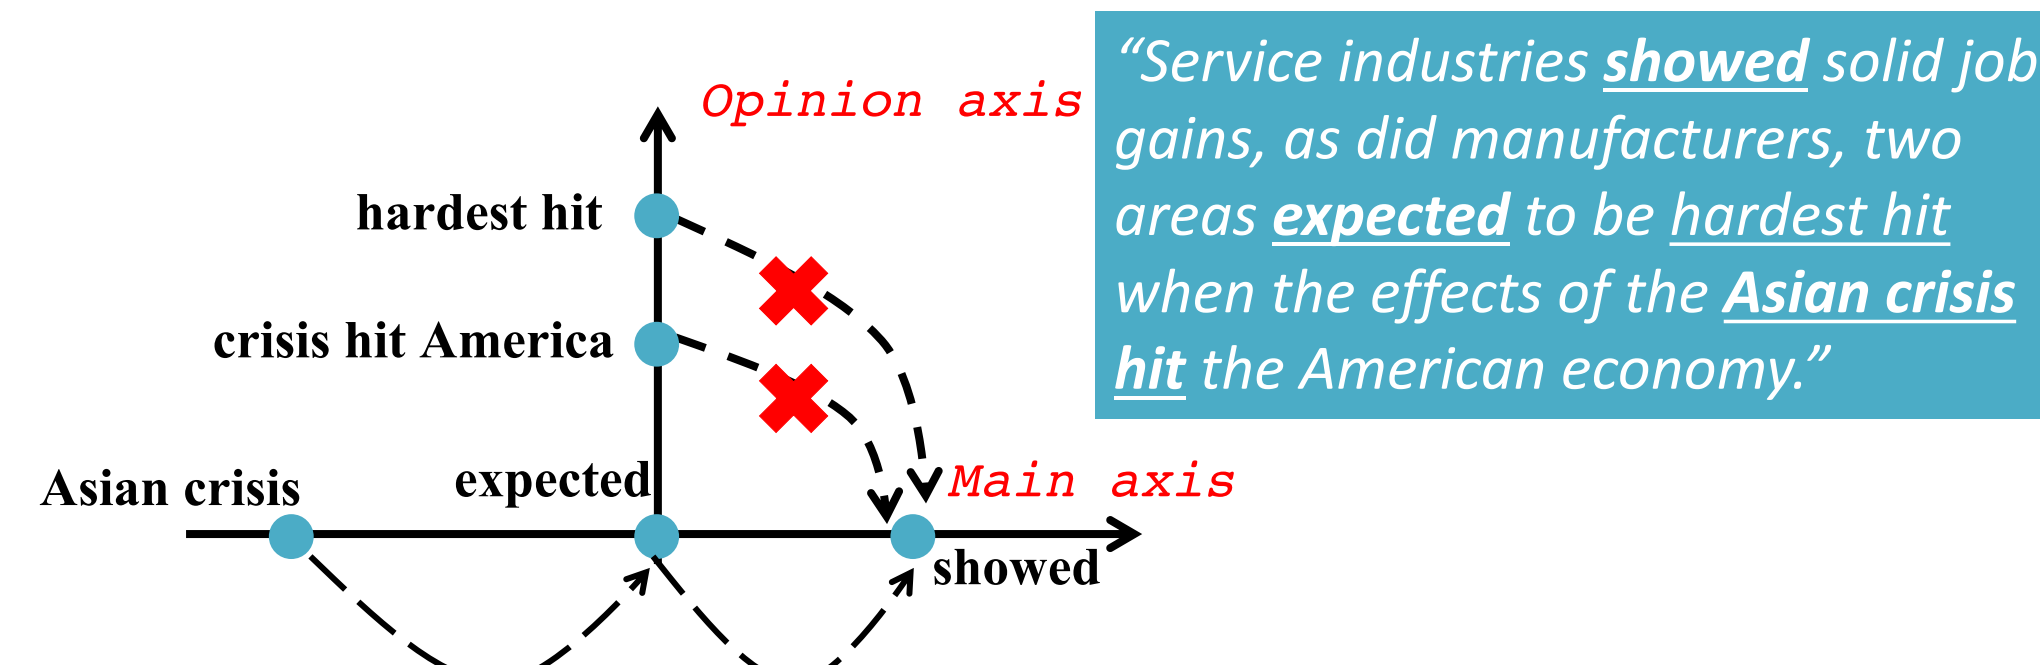 Opinion axis
hardest hit
crisis hit America
Asian crisis
expected
Main axis
showed
“Service industries showed solid job
gains, as did manufacturers, two
areas expected to be hardest hit
when the effects of the Asian crisis
hit the American economy.”